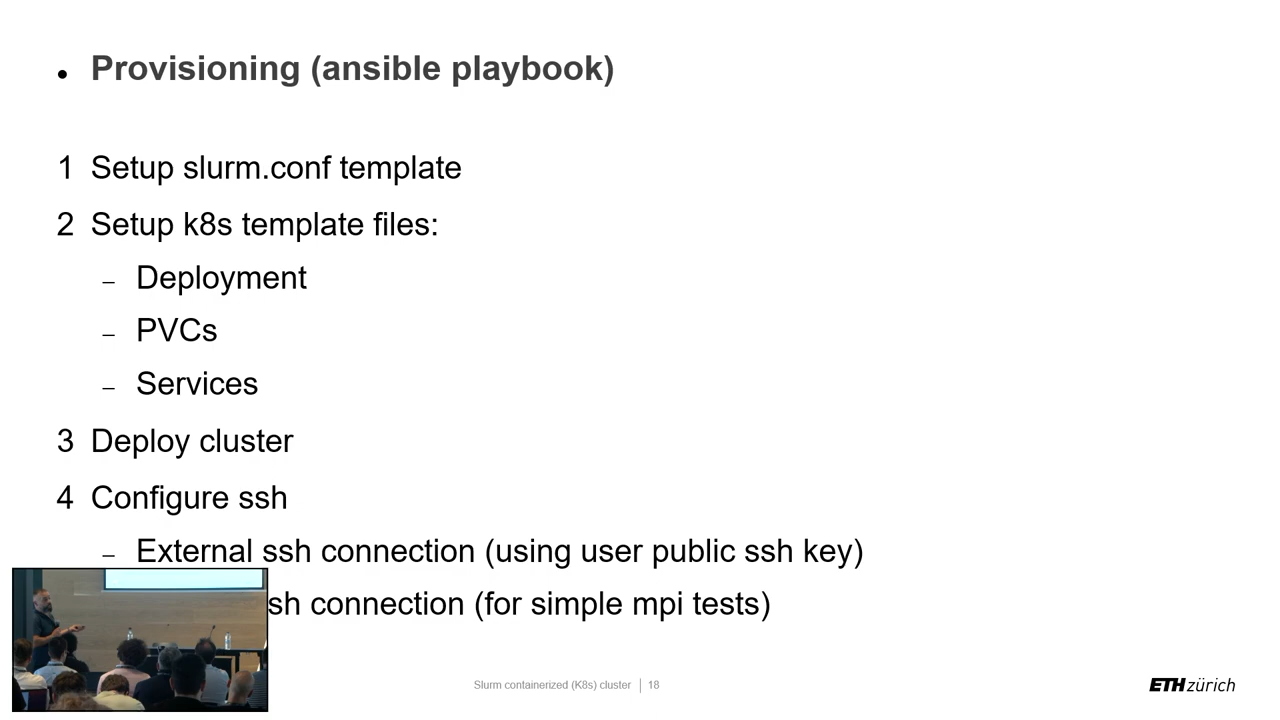 • Provisioning (ansible playbook)
1 Setup slurm.conf template
2 Setup k8s template files:
– Deployment
– PVCs
– Services
3 Deploy cluster
4 Configure ssh
– External ssh connection (using user public ssh key)
connection (for simple mpi tests)
Slurm containerized (K8s) cluster | 18
ETH zürich